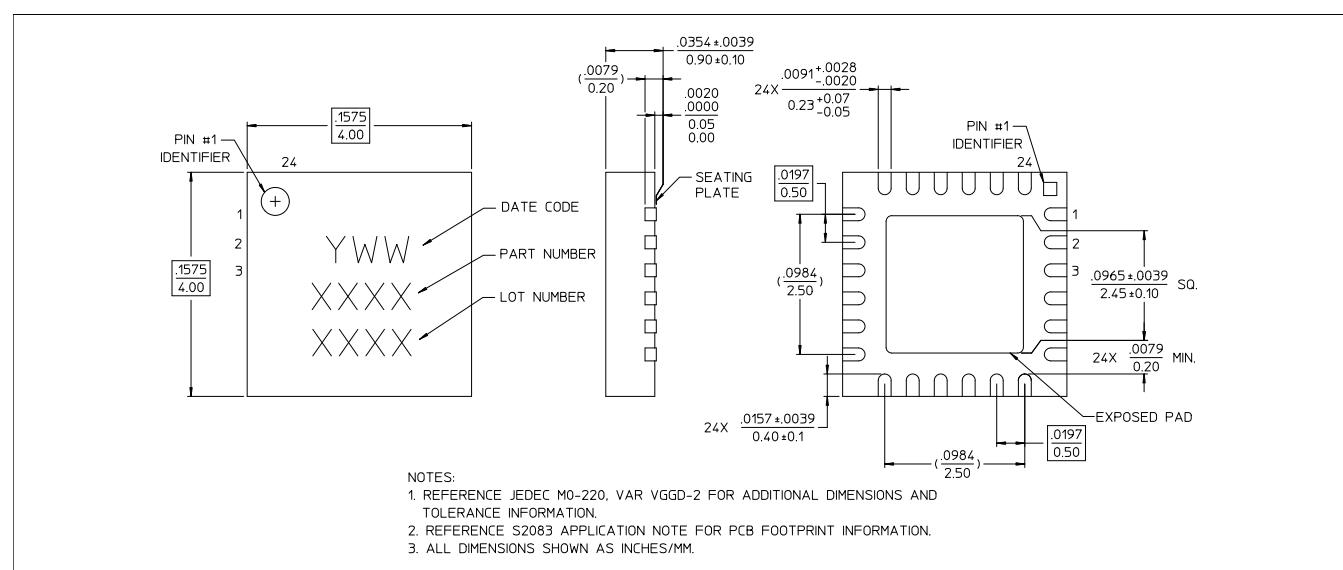 .1575
4.00
PIN #1
IDENTIFIER
24
1
2
3
.1575
4.00
YWW
XXXX
XXXX
DATE CODE
PART NUMBER
LOT NUMBER
.0354 ±.0039
0.90 ±0.10
(.0079
0.20)
.0020
.0000
0.05
0.00
SEATING
PLATE
24X .0091 +.0028
-.0020
0.23 +0.07
-0.05
PIN #1
IDENTIFIER
24
.0197
0.50
1
2
3
(.0984
2.50)
.0965±.0039
2.45±0.10 SQ.
24X .0079
0.20 MIN.
24X .0157±.0039
0.40±0.1
EXPOSED PAD
.0197
0.50
(.0984
2.50)
NOTES:
1. REFERENCE JEDEC MO-220, VAR VGGD-2 FOR ADDITIONAL DIMENSIONS AND
TOLERANCE INFORMATION.
2. REFERENCE S2083 APPLICATION NOTE FOR PCB FOOTPRINT INFORMATION.
3. ALL DIMENSIONS SHOWN AS INCHES/MM.